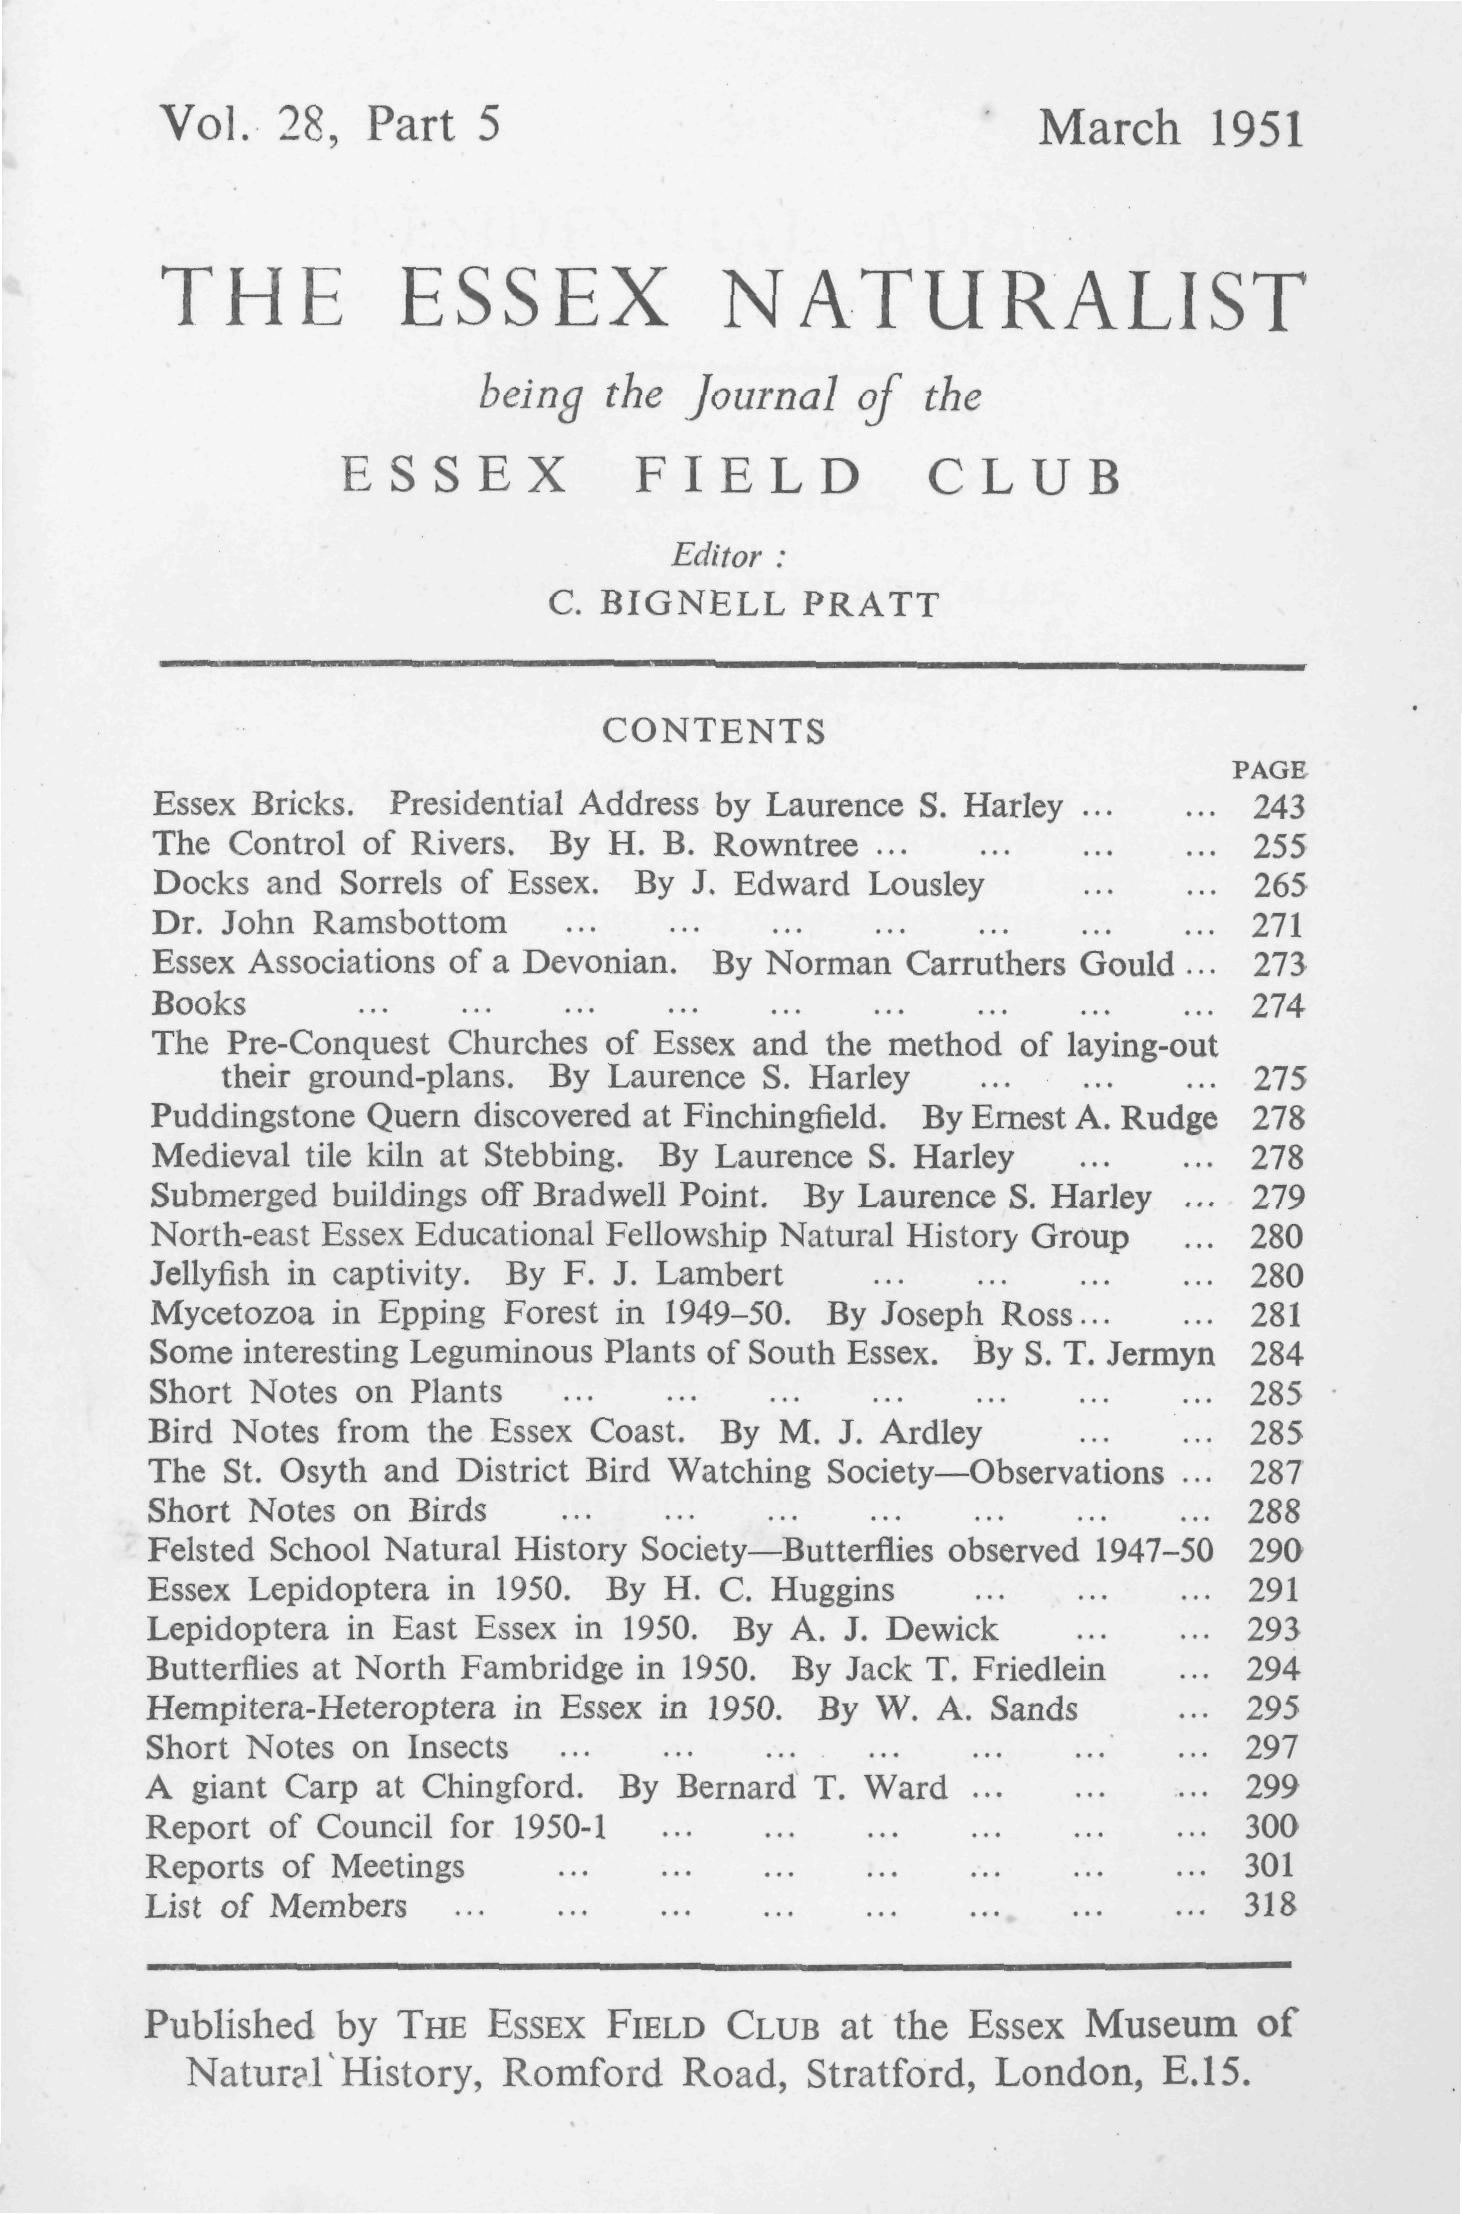 Vol. 28, Part 5 March 1951
THE ESSEX NATURALIST
being the Journal of the
ESSEX FIELD CLUB
Editor :
C. BIGNELL PRATT
CONTENTS
PAGE
Essex Bricks. Presidential Address by Laurence S. Harley ... ... 243
The Control of Rivers. By H. B. Rowntree ... ... ... ... 255
Docks and Sorrels of Essex. By J. Edward Lousley ... ... 265
Dr. John Ramsbottom ... ... ... ... ... ... ... 271
Essex Associations of a Devonian. By Norman Carruthers Gould ... 273
Books ... ... ... ... ... ... ... ... ... 274
The Pre-Conquest Churches of Essex and the method of laying-out
their ground-plans. By Laurence S. Harley ... ... ... 275
Puddingstone Quern discovered at Finchingfield. By Ernest A. Rudge 278
Medieval tile kiln at Stebbing. By Laurence S. Harley ... ... 278
Submerged buildings off Bradwell Point. By Laurence S. Harley ... 279
North-east Essex Educational Fellowship Natural History Group ... 280
Jellyfish in captivity. By F. J. Lambert ... ... ... ... 280
Mycetozoa in Epping Forest in 1949–50. By Joseph Ross... ... 281
Some interesting Leguminous Plants of South Essex. By S. T. Jermyn 284
Short Notes on Plants ... ... ... ... ... ... ... 285
Bird Notes from the Essex Coast. By M. J. Ardley ... ... 285
The St. Osyth and District Bird Watching Society—Observations ... 287
Short Notes on Birds ... ... ... ... ... ... ... 288
Felsted School Natural History Society—Butterflies observed 1947–50 290
Essex Lepidoptera in 1950. By H. C. Huggins ... ... ... 291
Lepidoptera in East Essex in 1950. By A. J. Dewick ... ... 293
Butterflies at North Fambridge in 1950. By Jack T. Friedlein ... 294
Hempitera-Heteroptera in Essex in 1950. By W. A. Sands ... 295
Short Notes on Insects ... ... ... ... ... ... ... 297
A giant Carp at Chingford. By Bernard T. Ward ... ... ... 299
Report of Council for 1950-1 ... ... ... ... ... ... 300
Reports of Meetings ... ... ... ... ... ... ... 301
List of Members ... ... ... ... ... ... ... ... 318
Published by THE ESSEX FIELD CLUB at the Essex Museum of
Natural History, Romford Road, Stratford, London, E.15.